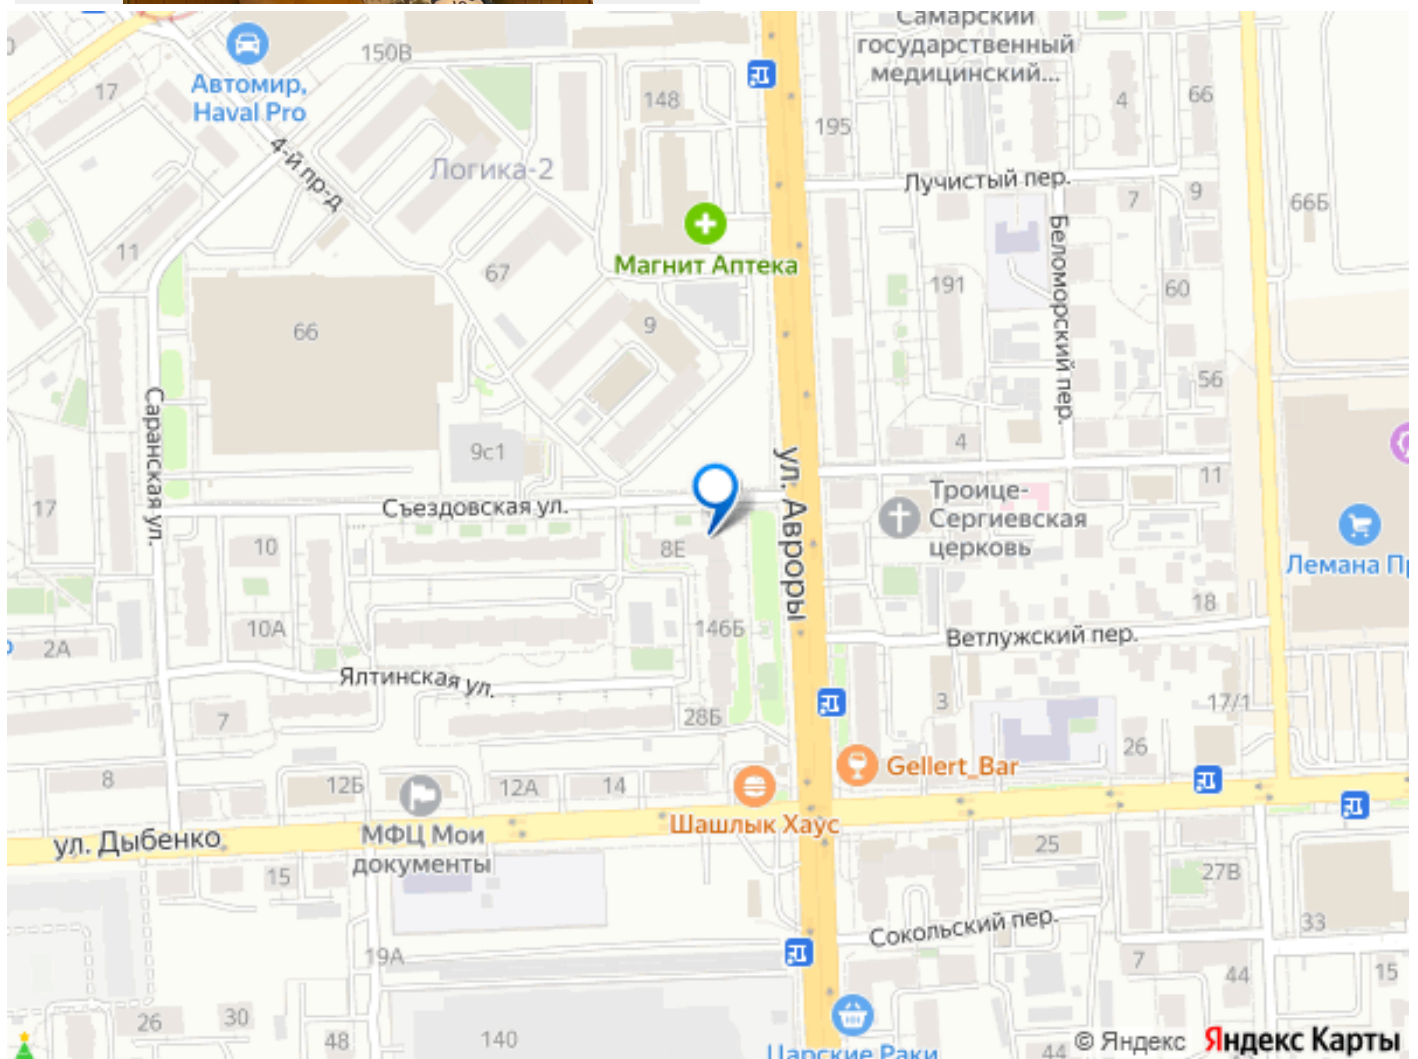 Самарский
государственный
медицинский...
150В
Автомир,
Haval Pro
17
148
4
66
195
4-й пр-д
Логика-2
Лучистый пер.
7
9
66Б
11
Магнит Аптека
67
191
60
Беломорский пер.
66
9
56
Саранская ул.
9с1
4
11
ул. Авроры
17
Съездовская ул.
Троице-
Сергиевская
церковь
10
8Е
Лемана Пр
18
10А
146Б
Ветлужский пер.
2А
Ялтинская ул.
7
28Б
3
17/1
26
8
12Б
12А
14
Gellert_Bar
Шашлык Хаус
ул. Дыбенко
МФЦ Мои
документы
25
15
27В
33
Сокольский пер.
19А
7
44
15
26
30
48
140
Царские Раки
44
© Яндекс Яндекс Карты